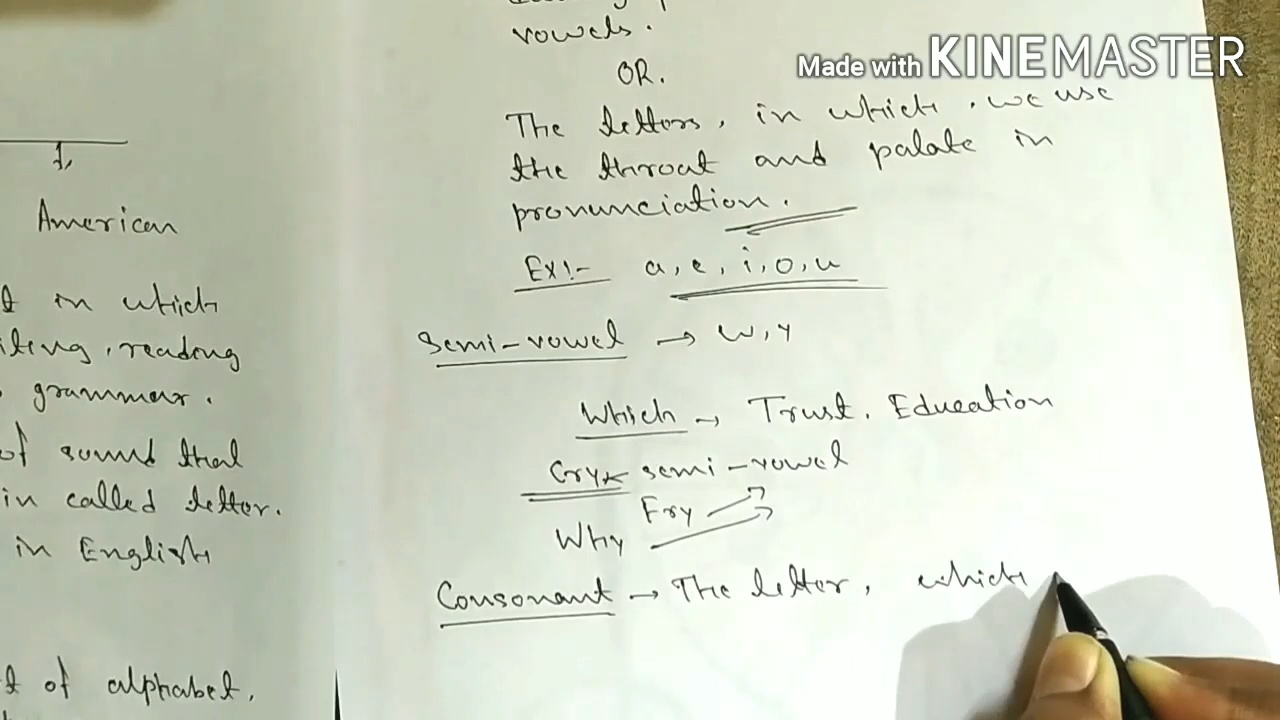 Made with KINEMASTER
American
in which
reading
grammar.
of sound that
in called letter.
in English
of alphabet,
vowels.
OR.
The letters, in which, we use
the throat and palate in
pronunciation.
Ex:- a, e, i, o, u
Semi-vowel → w, y
Which → Trust. Education
Cry semi-vowel
Fry
Why
Consonant → The letter, which